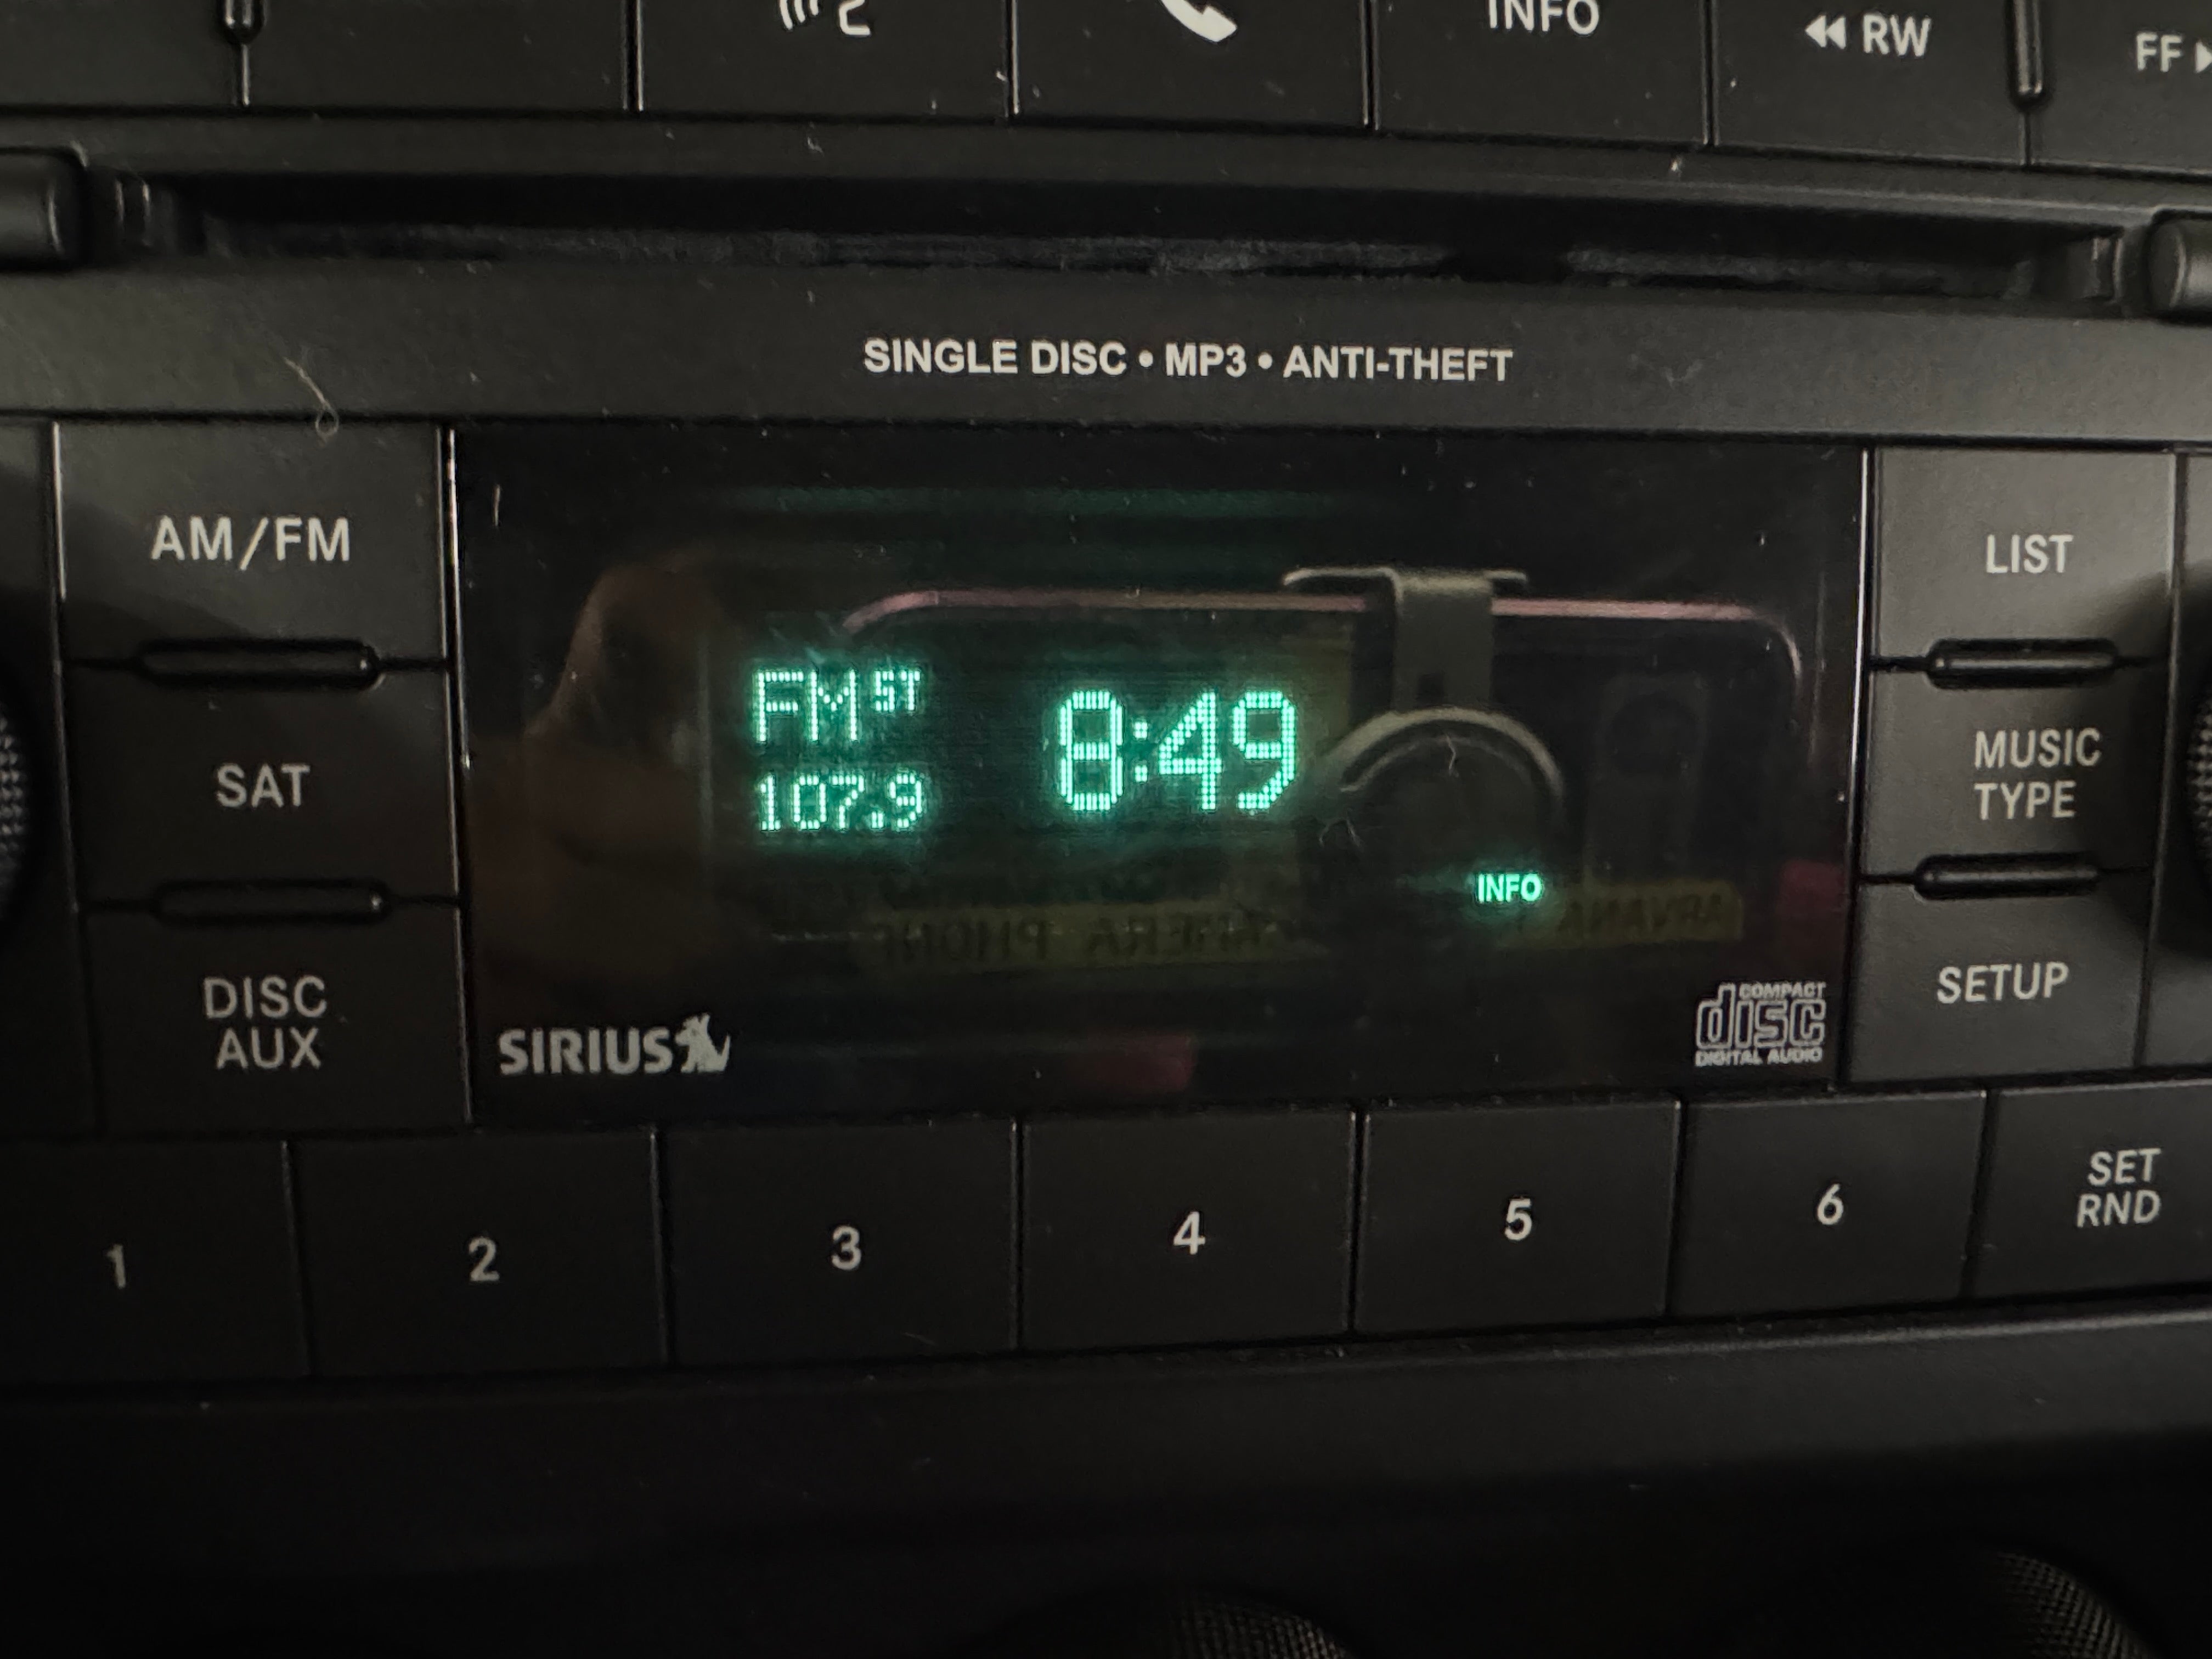 INFO
RW
FF
SINGLE DISC • MP3 • ANTI-THEFT
AM/FM
LIST
FM ST
8:49
107.9
SAT
MUSIC
TYPE
INFO
DISC
AUX
SETUP
SIRIUS
COMPACT
disc
DIGITAL AUDIO
1
2
3
4
5
6
SET
RND